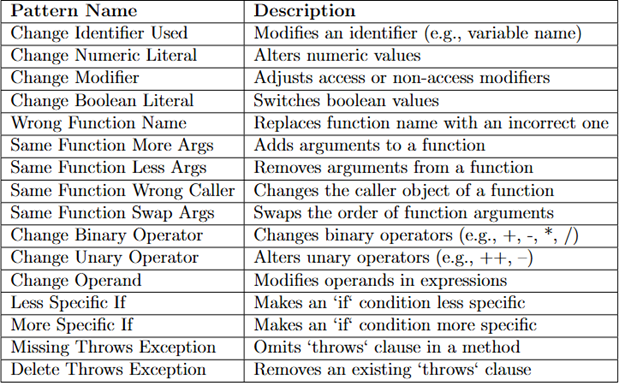 Pattern Name Description
Change Identifier Used Modifies an identifier (e.g., variable name)
Change Numeric Literal Alters numeric values
Change Modifier Adjusts access or non-access modifiers
Change Boolean Literal Switches boolean values
Wrong Function Name Replaces function name with an incorrect one
Same Function More Args Adds arguments to a function
Same Function Less Args Removes arguments from a function
Same Function Wrong Caller Changes the caller object of a function
Same Function Swap Args Swaps the order of function arguments
Change Binary Operator Changes binary operators (e.g., +, -, *, /)
Change Unary Operator Alters unary operators (e.g., ++, –)
Change Operand Modifies operands in expressions
Less Specific If Makes an ‘if‘ condition less specific
More Specific If Makes an ‘if‘ condition more specific
Missing Throws Exception Omits ‘throws‘ clause in a method
Delete Throws Exception Removes an existing ‘throws‘ clause